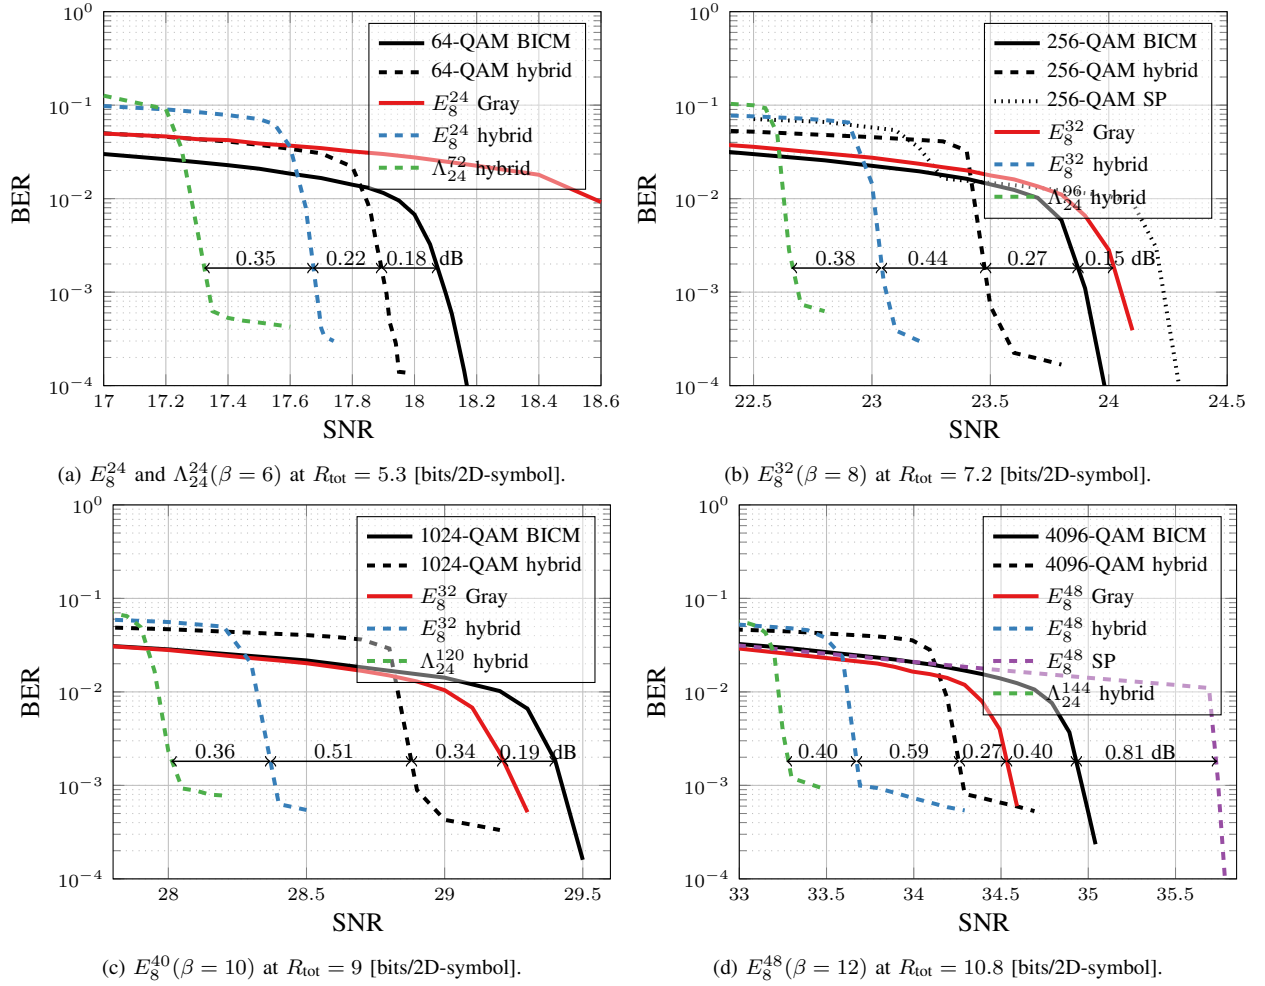 10^0
10^−1
10^−2
10^−3
10^−4
BER
64-QAM BICM
64-QAM hybrid
E_8^24 Gray
E_8^24 hybrid
Λ_24^72 hybrid
0.35 0.22 0.18 dB
17 17.2 17.4 17.6 17.8 18 18.2 18.4 18.6
SNR
(a) E_8^24 and Λ_24^24(β = 6) at R_tot = 5.3 [bits/2D-symbol].
10^0
10^−1
10^−2
10^−3
10^−4
BER
256-QAM BICM
256-QAM hybrid
256-QAM SP
E_8^32 Gray
E_8^32 hybrid
Λ_24^96 hybrid
0.38 0.44 0.27 0.15 dB
22.5 23 23.5 24 24.5
SNR
(b) E_8^32(β = 8) at R_tot = 7.2 [bits/2D-symbol].
10^0
10^−1
10^−2
10^−3
10^−4
BER
1024-QAM BICM
1024-QAM hybrid
E_8^32 Gray
E_8^32 hybrid
Λ_24^120 hybrid
0.36 0.51 0.34 0.19 dB
28 28.5 29 29.5
SNR
(c) E_8^40(β = 10) at R_tot = 9 [bits/2D-symbol].
10^0
10^−1
10^−2
10^−3
10^−4
BER
4096-QAM BICM
4096-QAM hybrid
E_8^48 Gray
E_8^48 hybrid
E_8^48 SP
Λ_24^144 hybrid
0.40 0.59 0.27 0.40 0.81 dB
33 33.5 34 34.5 35 35.5
SNR
(d) E_8^48(β = 12) at R_tot = 10.8 [bits/2D-symbol].